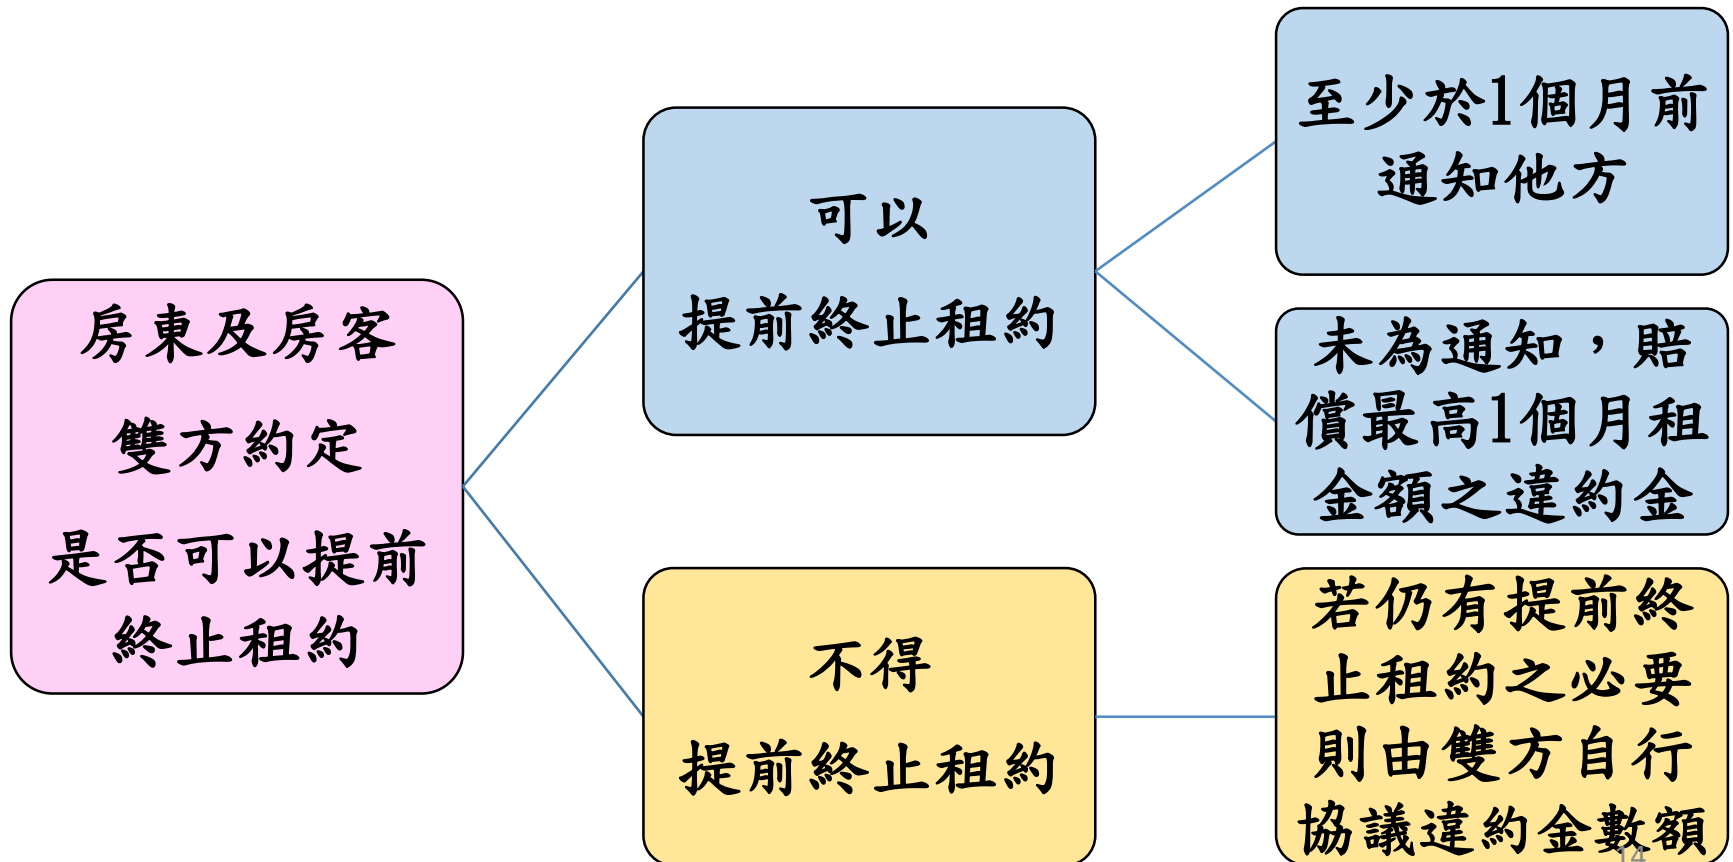 房東及房客
雙方約定
是否可以提前
終止租約
可以
提前終止租約
至少於1個月前
通知他方
未為通知，賠
償最高1個月租
金額之違約金
不得
提前終止租約
若仍有提前終
止租約之必要
則由雙方自行
協議違約金數額
14